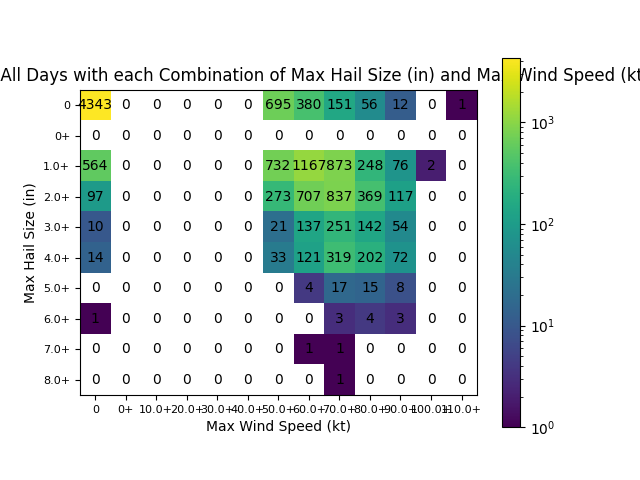 All Days with each Combination of Max Hail Size (in) and Max Wind Speed (kt
0 4343 0 0 0 0 0 695 380 151 56 12 0 1
0+ 0 0 0 0 0 0 0 0 0 0 0 0 0
1.0+ 564 0 0 0 0 0 732 1167 873 248 76 2 0
2.0+ 97 0 0 0 0 0 273 707 837 369 117 0 0
3.0+ 10 0 0 0 0 0 21 137 251 142 54 0 0
4.0+ 14 0 0 0 0 0 33 121 319 202 72 0 0
5.0+ 0 0 0 0 0 0 0 4 17 15 8 0 0
6.0+ 1 0 0 0 0 0 0 0 3 4 3 0 0
7.0+ 0 0 0 0 0 0 0 1 1 0 0 0 0
8.0+ 0 0 0 0 0 0 0 0 1 0 0 0 0
0 0+ 10.0+ 20.0+ 30.0+ 40.0+ 50.0+ 60.0+ 70.0+ 80.0+ 90.0+ 100.0+ 110.0+
Max Wind Speed (kt)
Max Hail Size (in)
10³
10²
10¹
10⁰